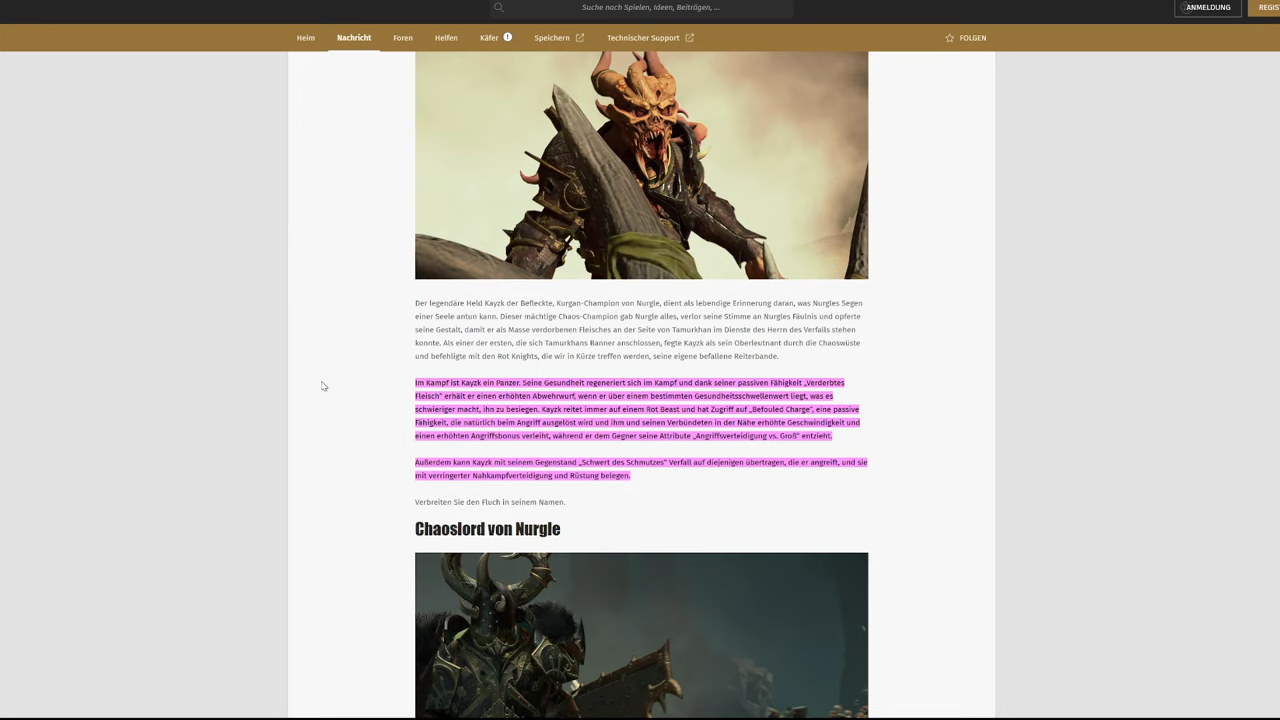 Suche nach Spielen, Ideen, Beiträgen, ...
ANMELDUNG
REGIS
Heim
Nachricht
Foren
Helfen
Käfer
Speichern
Technischer Support
FOLGEN
Der legendäre Held Kayzk der Befleckte, Kurgan-Champion von Nurgle, dient als lebendige Erinnerung daran, was Nurgles Segen
einer Seele antun kann. Dieser mächtige Chaos-Champion gab Nurgle alles, verlor seine Stimme an Nurgles Fäulnis und opferte
seine Gestalt, damit er als Masse verdorbenen Fleisches an der Seite von Tamurkhan im Dienste des Herrn des Verfalls stehen
konnte. Als einer der ersten, die sich Tamurkhans Banner anschlossen, fegte Kayzk als sein Oberleutnant durch die Chaoswüste
und befehligte mit den Rot Knights, die wir in Kürze treffen werden, seine eigene befallene Reiterbande.
Im Kampf ist Kayzk ein Panzer. Seine Gesundheit regeneriert sich im Kampf und dank seiner passiven Fähigkeit „Verderbtes
Fleisch" erhält er einen erhöhten Abwehrwurf, wenn er über einem bestimmten Gesundheitsschwellenwert liegt, was es
schwieriger macht, ihn zu besiegen. Kayzk reitet immer auf einem Rot Beast und hat Zugriff auf „Befouled Charge", eine passive
Fähigkeit, die natürlich beim Angriff ausgelöst wird und ihm und seinen Verbündeten in der Nähe erhöhte Geschwindigkeit und
einen erhöhten Angriffsbonus verleiht, während er dem Gegner seine Attribute „Angriffsverteidigung vs. Groß" entzieht.
Außerdem kann Kayzk mit seinem Gegenstand „Schwert des Schmutzes" Verfall auf diejenigen übertragen, die er angreift, und sie
mit verringerter Nahkampfverteidigung und Rüstung belegen.
Verbreiten Sie den Fluch in seinem Namen.
Chaoslord von Nurgle